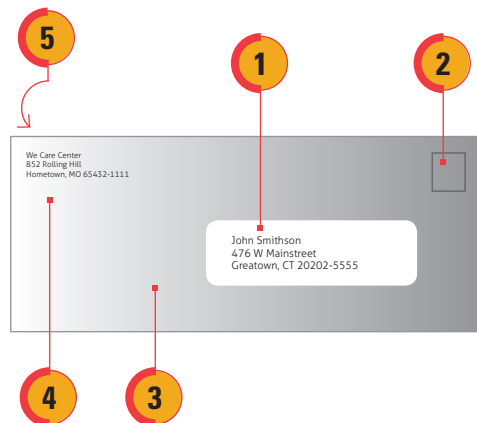 5
1
2
We Care Center
852 Rolling Hill
Hometown, MO 65432-1111
John Smithson
476 W Mainstreet
Greatown, CT 20202-5555
4
3